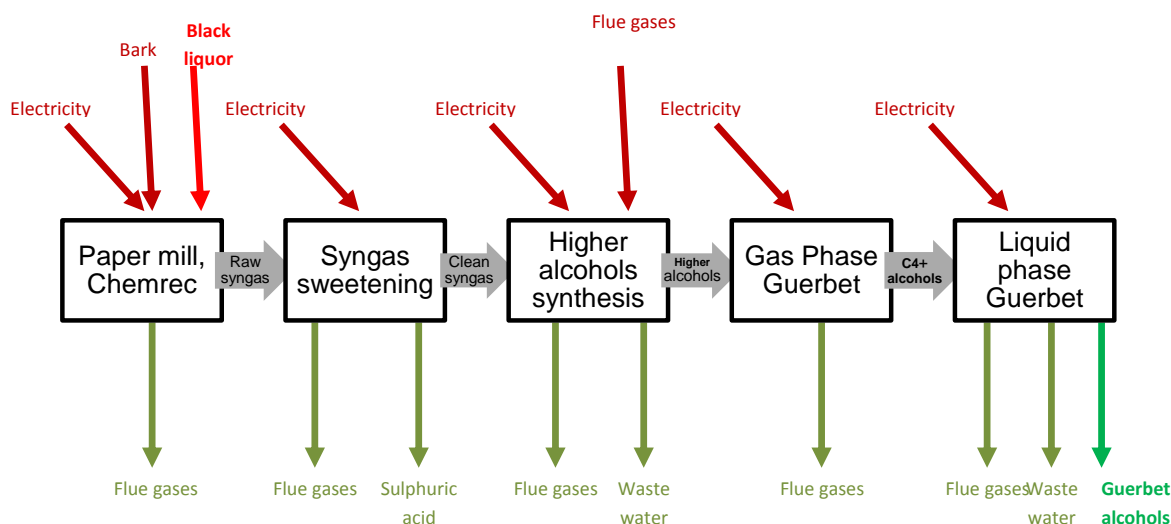 Black
liquor
Bark
Flue gases
Electricity
Electricity
Electricity
Electricity
Electricity
Paper mill,
Chemrec
Raw
syngas
Syngas
sweetening
Clean
syngas
Higher
alcohols
synthesis
Higher
alcohols
Gas Phase
Guerbet
C4+
alcohols
Liquid
phase
Guerbet
Flue gases
Flue gases
Sulphuric
acid
Flue gases
Waste
water
Flue gases
Flue gases
Waste
water
Guerbet
alcohols